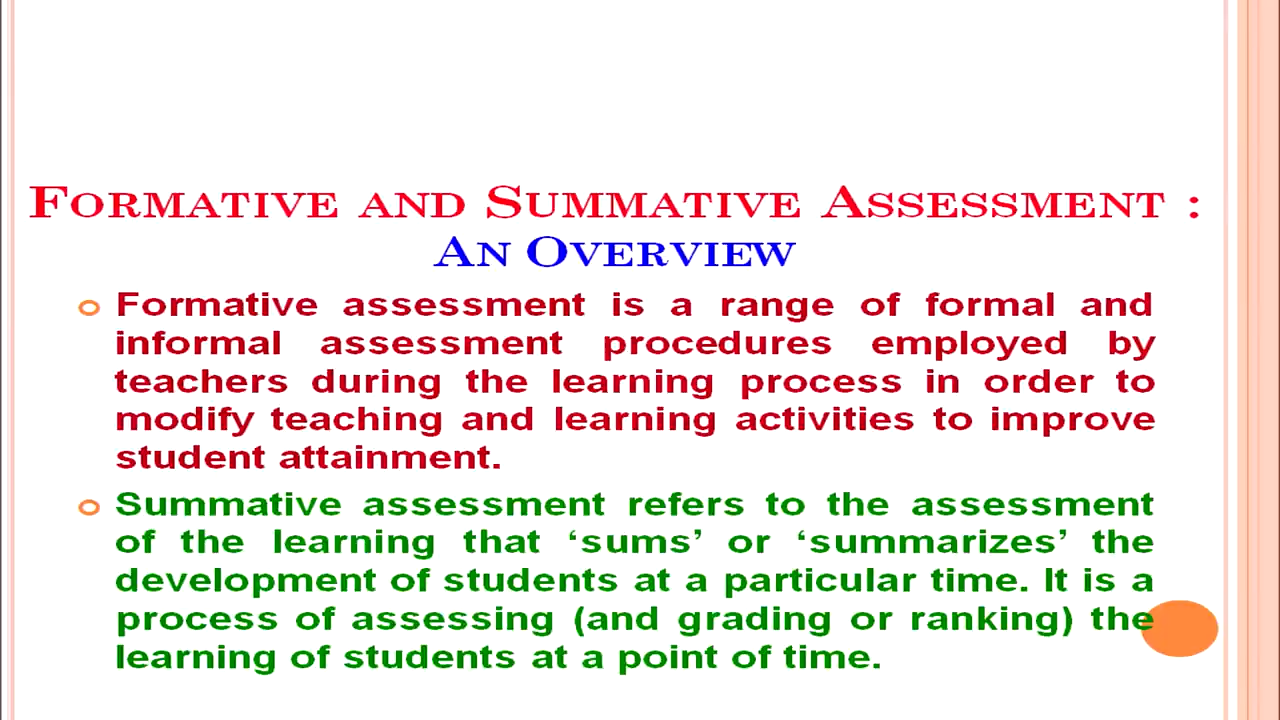 FORMATIVE AND SUMMATIVE ASSESSMENT :
AN OVERVIEW
Formative assessment is a range of formal and
informal assessment procedures employed by
teachers during the learning process in order to
modify teaching and learning activities to improve
student attainment.
Summative assessment refers to the assessment
of the learning that ‘sums’ or ‘summarizes’ the
development of students at a particular time. It is a
process of assessing (and grading or ranking) the
learning of students at a point of time.